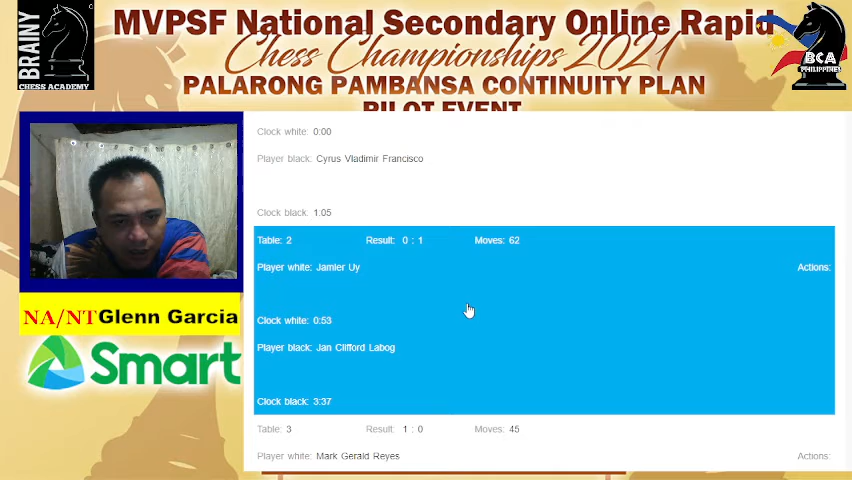 BRAINY
CHESS ACADEMY
MVPSF National Secondary Online Rapid
Chess Championships 2021
PALARONG PAMBANSA CONTINUITY PLAN
PILOT EVENT
BCA
PHILIPPINES
NA/NT Glenn Garcia
Smart
Clock white: 0:00
Player black: Cyrus Vladimir Francisco
Clock black: 1:05
Table: 2 Result: 0 : 1 Moves: 62
Player white: Jamler Uy Actions:
Clock white: 0:53
Player black: Jan Clifford Labog
Clock black: 3:37
Table: 3 Result: 1 : 0 Moves: 45
Player white: Mark Gerald Reyes Actions: